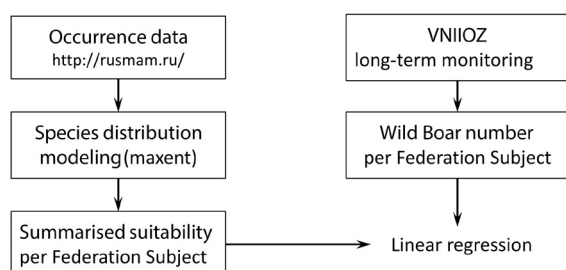 Occurrence data
http://rusmam.ru/
Species distribution
modeling (maxent)
Summarised suitability
per Federation Subject
VNIIOZ
long-term monitoring
Wild Boar number
per Federation Subject
Linear regression